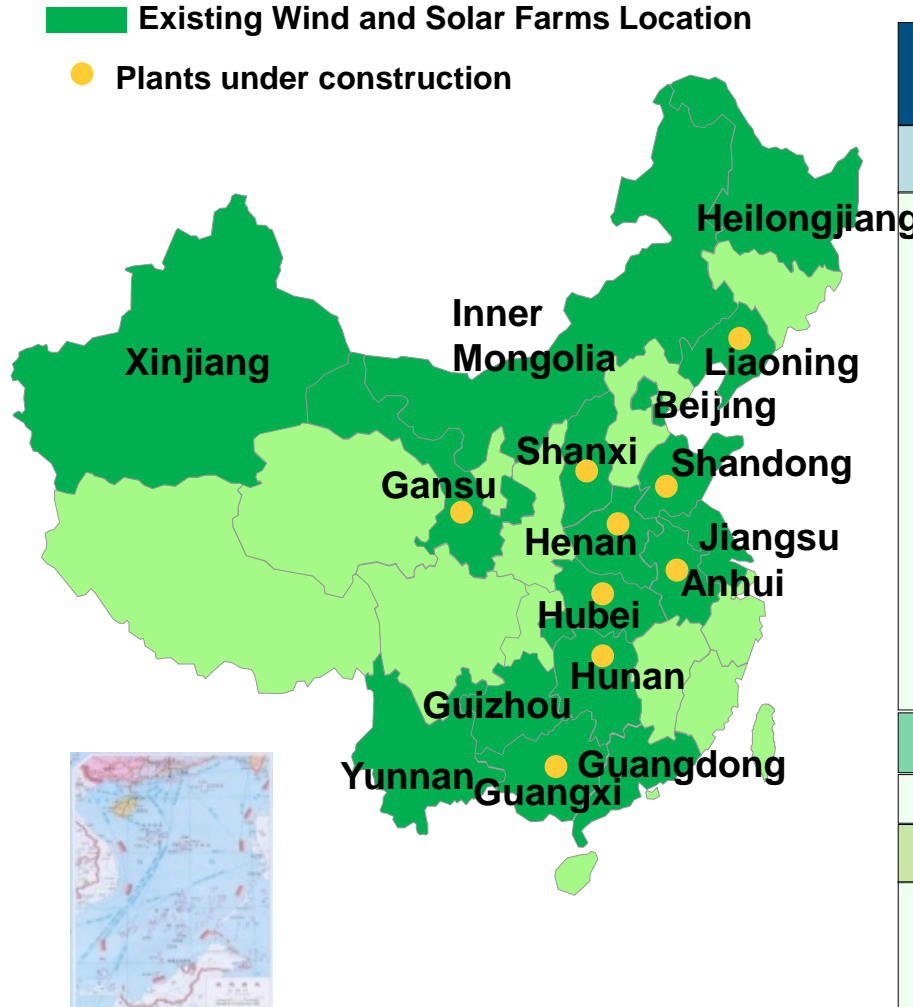 Existing Wind and Solar Farms Location
Plants under construction
Heilongjiang
Inner
Mongolia
Xinjiang
Liaoning
Beijing
Shanxi
Shandong
Gansu
Henan
Jiangsu
Anhui
Hubei
Hunan
Guizhou
Guangdong
Yunnan
Guangxi